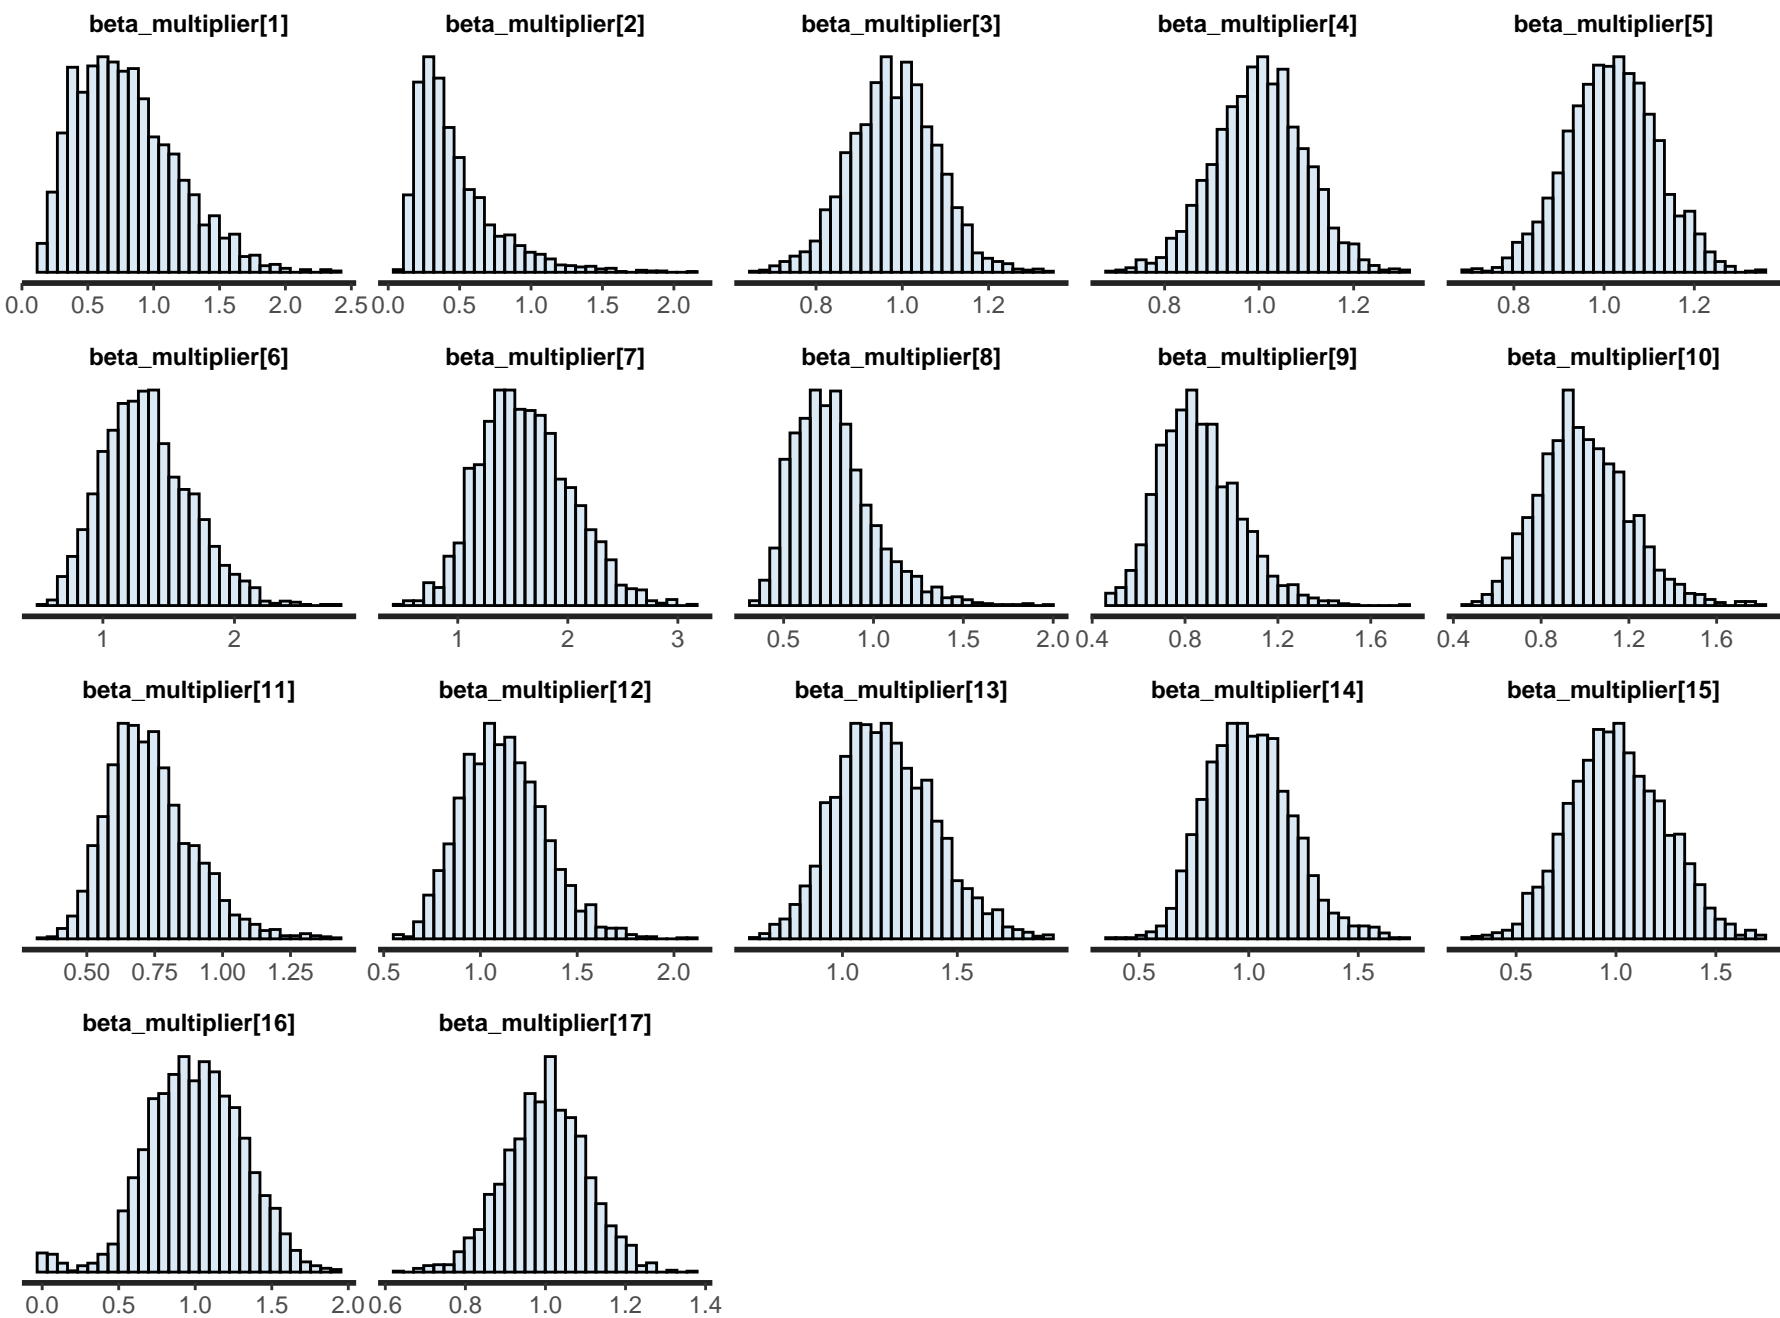 beta_multiplier[1] beta_multiplier[2] beta_multiplier[3] beta_multiplier[4] beta_multiplier[5]
0.0 0.5 1.0 1.5 2.0 2.5 0.0 0.5 1.0 1.5 2.0 0.8 1.0 1.2 0.8 1.0 1.2 0.8 1.0 1.2
beta_multiplier[6] beta_multiplier[7] beta_multiplier[8] beta_multiplier[9] beta_multiplier[10]
1 2 1 2 3 0.5 1.0 1.5 2.0 0.4 0.8 1.2 1.6 0.4 0.8 1.2 1.6
beta_multiplier[11] beta_multiplier[12] beta_multiplier[13] beta_multiplier[14] beta_multiplier[15]
0.50 0.75 1.00 1.25 0.5 1.0 1.5 2.0 1.0 1.5 0.5 1.0 1.5 0.5 1.0 1.5
beta_multiplier[16] beta_multiplier[17]
0.0 0.5 1.0 1.5 2.0 0.6 0.8 1.0 1.2 1.4